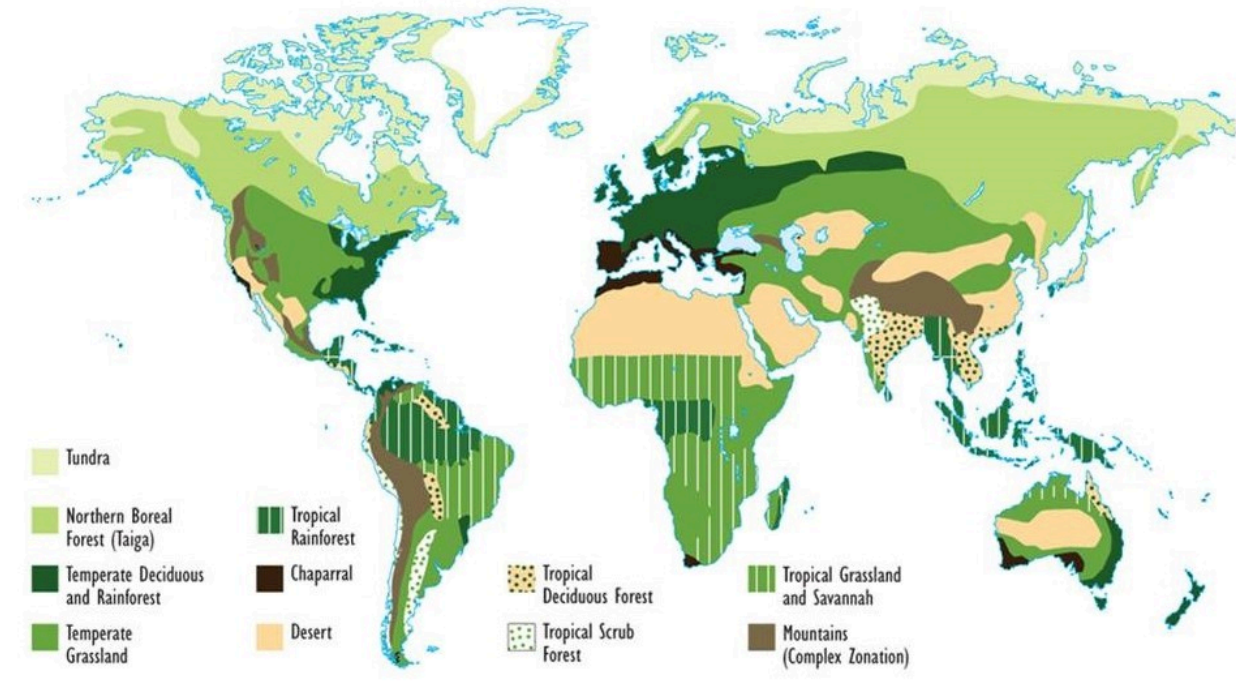 Tundra
Northern Boreal
Forest (Taiga)
Temperate Deciduous
and Rainforest
Temperate
Grassland
Tropical
Rainforest
Chaparral
Desert
Tropical
Deciduous Forest
Tropical Scrub
Forest
Tropical Grassland
and Savannah
Mountains
(Complex Zonation)